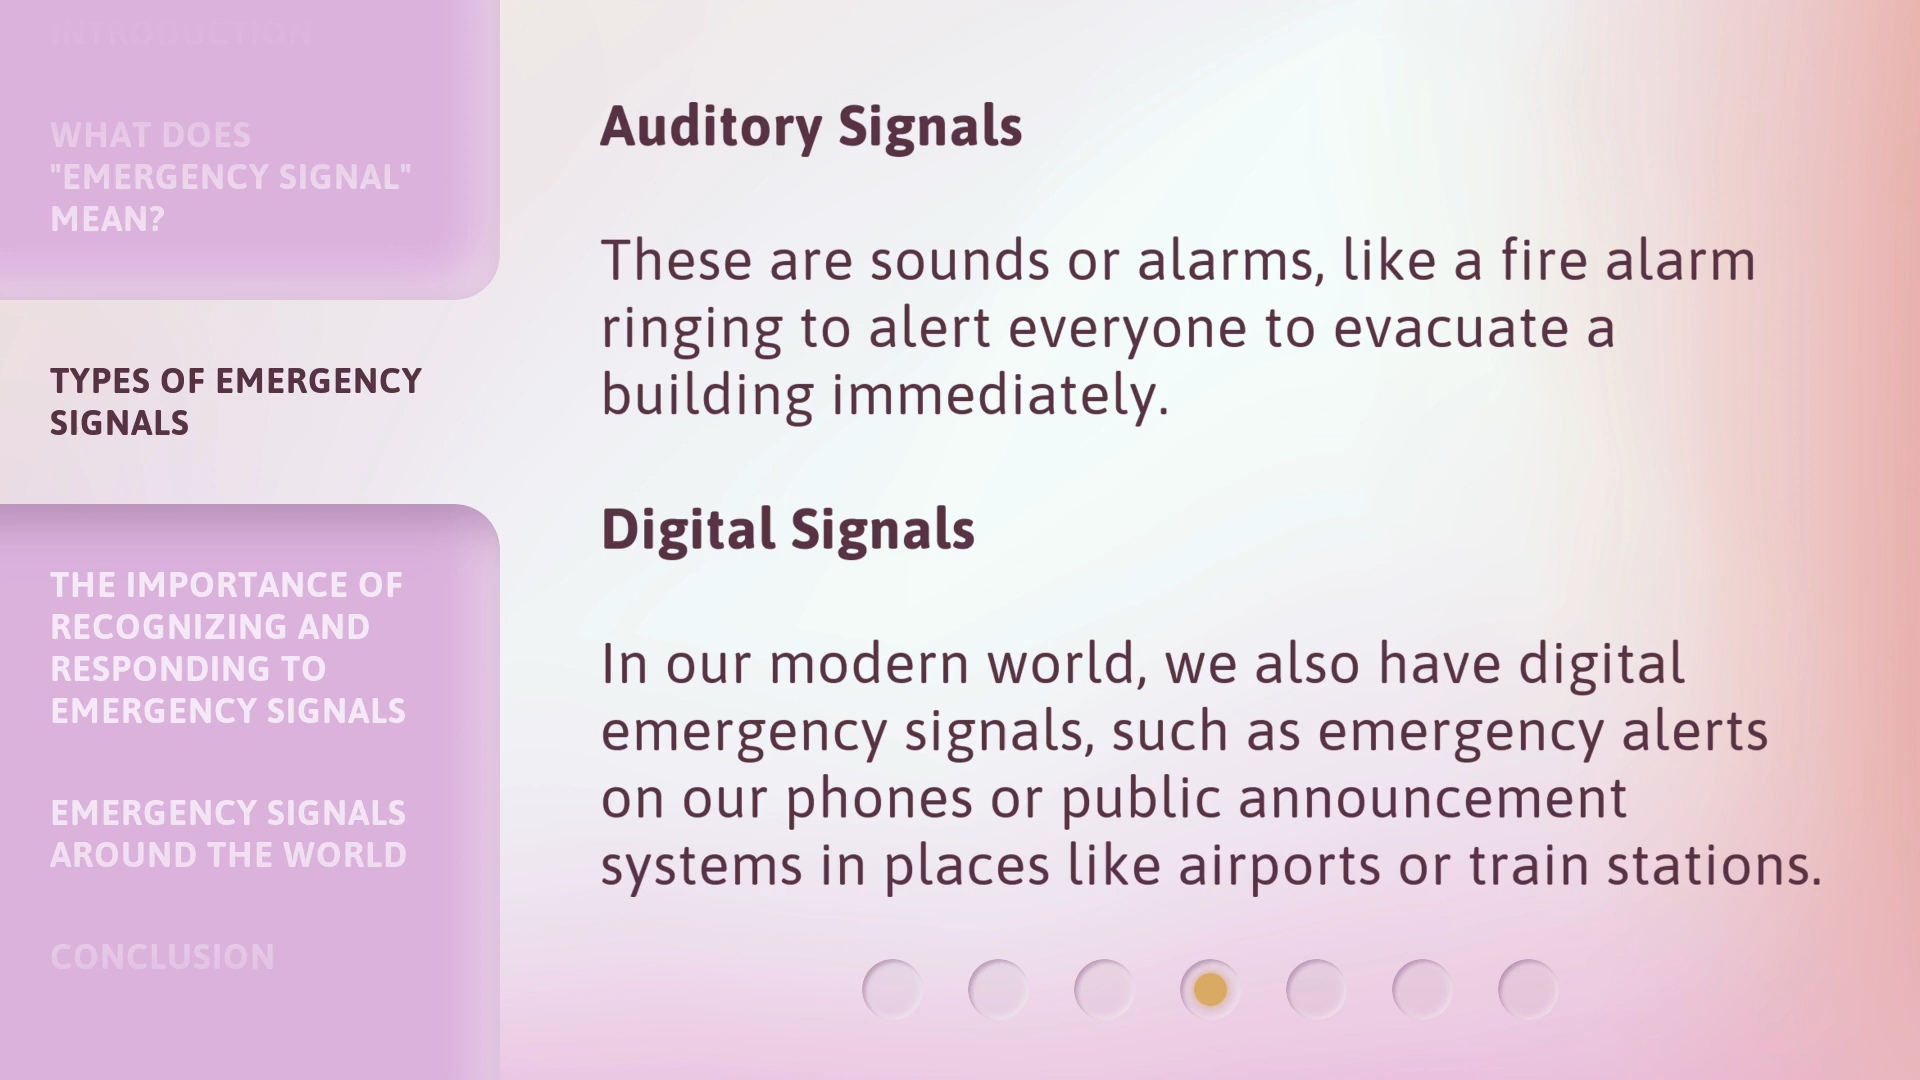 INTRODUCTION
WHAT DOES
"EMERGENCY SIGNAL"
MEAN?
TYPES OF EMERGENCY
SIGNALS
THE IMPORTANCE OF
RECOGNIZING AND
RESPONDING TO
EMERGENCY SIGNALS
EMERGENCY SIGNALS
AROUND THE WORLD
CONCLUSION
Auditory Signals
These are sounds or alarms, like a fire alarm
ringing to alert everyone to evacuate a
building immediately.
Digital Signals
In our modern world, we also have digital
emergency signals, such as emergency alerts
on our phones or public announcement
systems in places like airports or train stations.